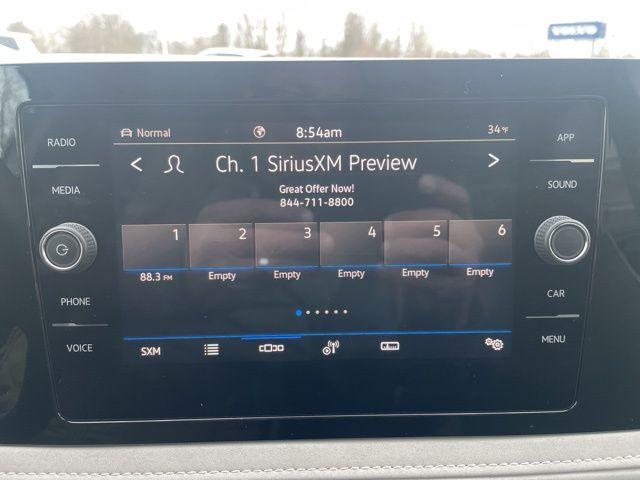 VOLVO
RADIO
MEDIA
PHONE
VOICE
Normal
8:54am
34°F
Ch. 1 SiriusXM Preview
Great Offer Now!
844-711-8800
1 2 3 4 5 6
88.3 FM Empty Empty Empty Empty Empty
SXM
APP
SOUND
CAR
MENU